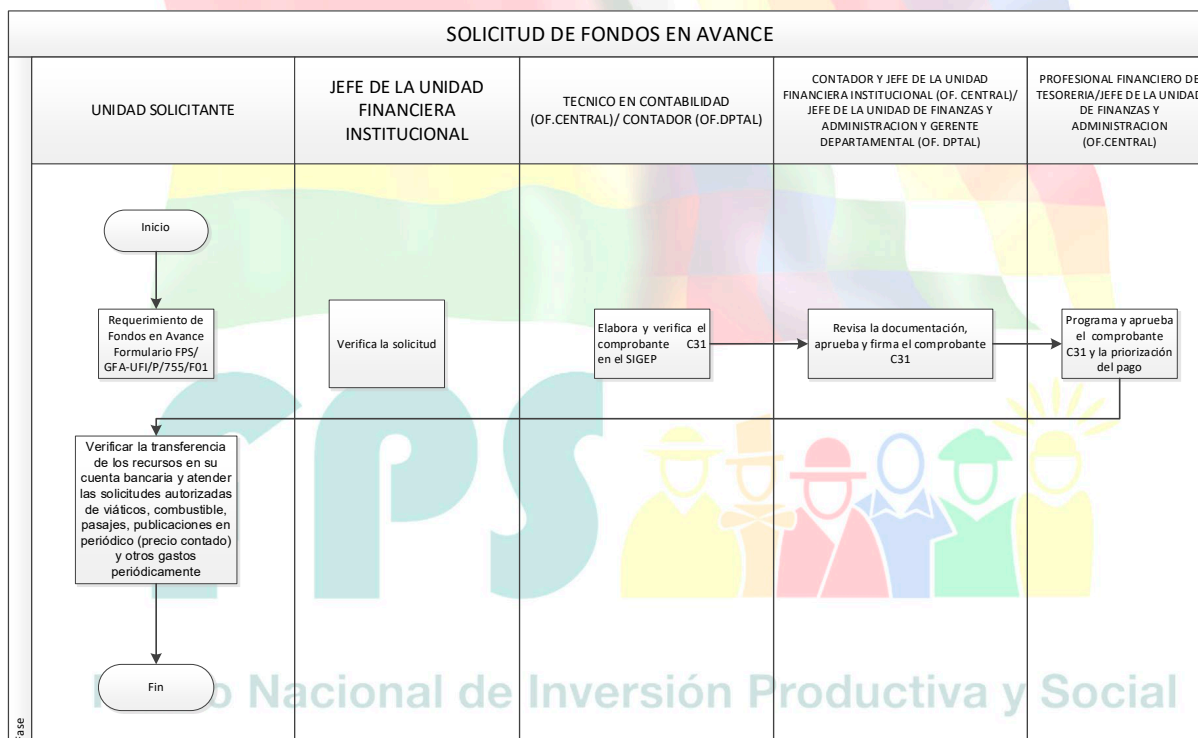 SOLICITUD DE FONDOS EN AVANCE
UNIDAD SOLICITANTE
JEFE DE LA UNIDAD
FINANCIERA
INSTITUCIONAL
TECNICO EN CONTABILIDAD
(OF.CENTRAL)/ CONTADOR (OF.DPTAL)
CONTADOR Y JEFE DE LA UNIDAD
FINANCIERA INSTITUCIONAL (OF. CENTRAL)/
JEFE DE LA UNIDAD DE FINANZAS Y
ADMINISTRACION Y GERENTE
DEPARTAMENTAL (OF. DPTAL)
PROFESIONAL FINANCIERO DE
TESORERIA/JEFE DE LA UNIDAD
DE FINANZAS Y
ADMINISTRACION
(OF.CENTRAL)
Inicio
Requerimiento de
Fondos en Avance
Formulario FPS/
GFA-UFI/P/755/F01
Verifica la solicitud
Elabora y verifica el
comprobante C31
en el SIGEP
Revisa la documentación,
aprueba y firma el comprobante
C31
Programa y aprueba
el comprobante
C31 y la priorización
del pago
Verificar la transferencia
de los recursos en su
cuenta bancaria y atender
las solicitudes autorizadas
de viáticos, combustible,
pasajes, publicaciones en
periódico (precio contado)
y otros gastos
periódicamente
Fin
FPS
Nacional de Inversión Productiva y Social
Fase